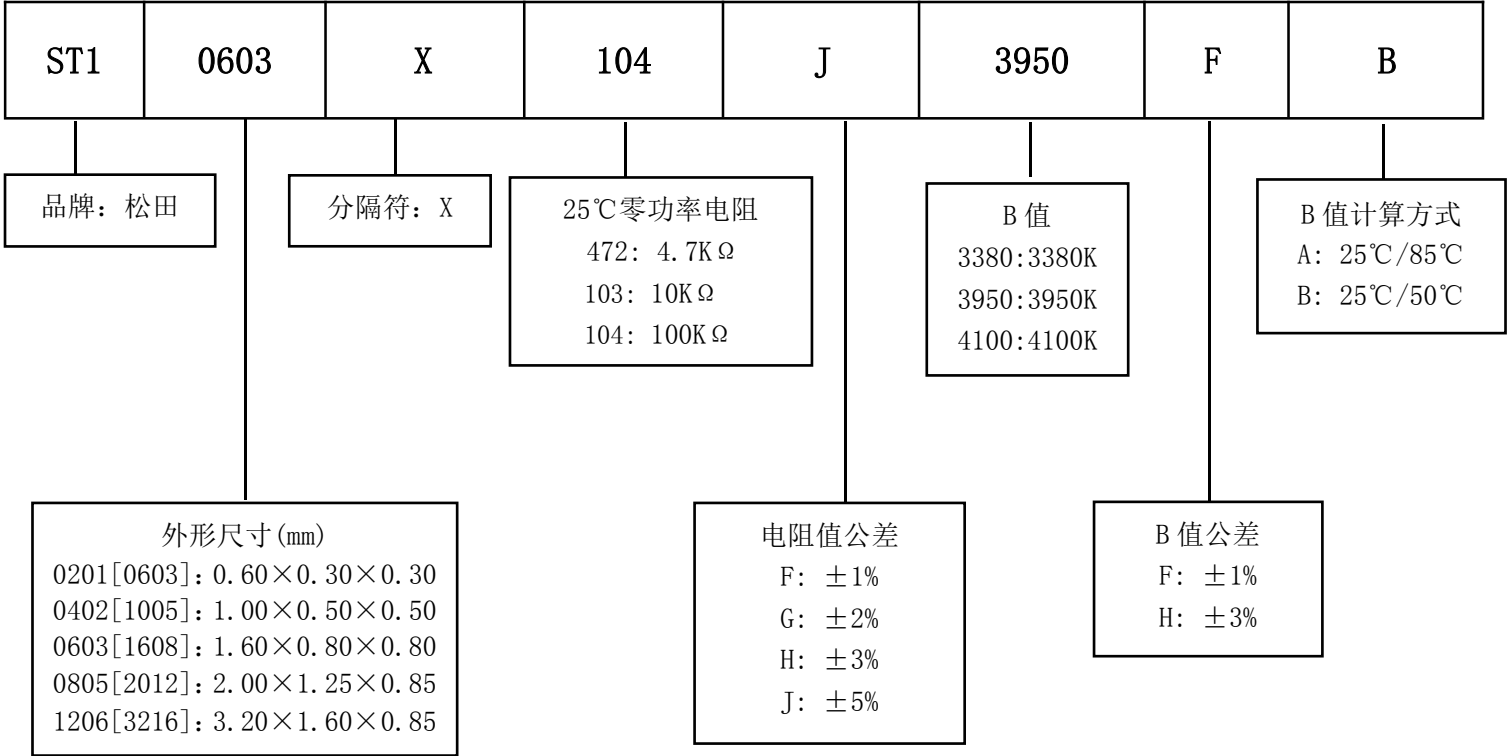 ST1 0603 X 104 J 3950 F B
品牌：松田
分隔符：X
25℃零功率电阻
472: 4.7KΩ
103: 10KΩ
104: 100KΩ
B值
3380:3380K
3950:3950K
4100:4100K
B值计算方式
A: 25℃/85℃
B: 25℃/50℃
外形尺寸(mm)
0201[0603]:0.60×0.30×0.30
0402[1005]:1.00×0.50×0.50
0603[1608]:1.60×0.80×0.80
0805[2012]:2.00×1.25×0.85
1206[3216]:3.20×1.60×0.85
电阻值公差
F: ±1%
G: ±2%
H: ±3%
J: ±5%
B值公差
F: ±1%
H: ±3%